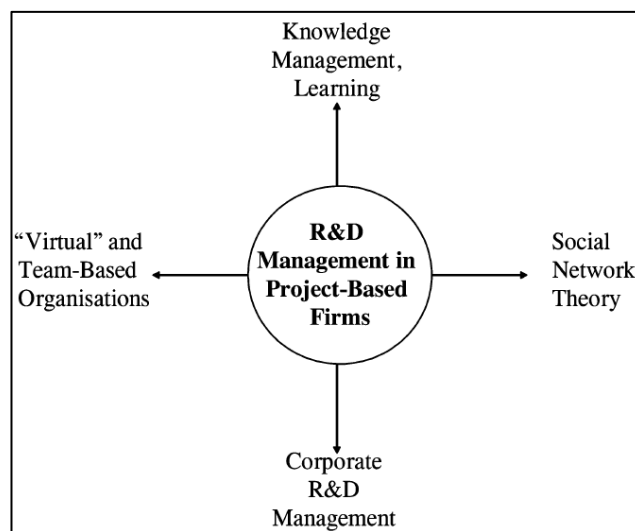 Knowledge
Management,
Learning
“Virtual” and
Team-Based
Organisations
R&D
Management in
Project-Based
Firms
Social
Network
Theory
Corporate
R&D
Management